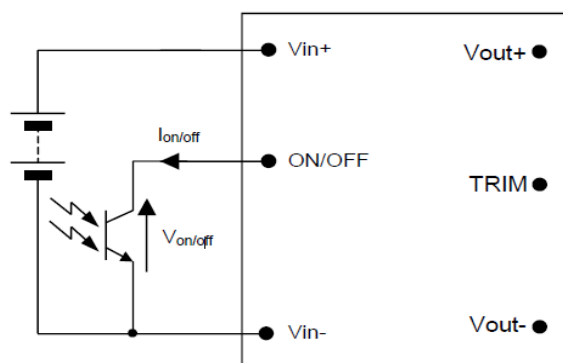 Vin+
Vout+
Ion/off
ON/OFF
TRIM
Von/off
Vin-
Vout-